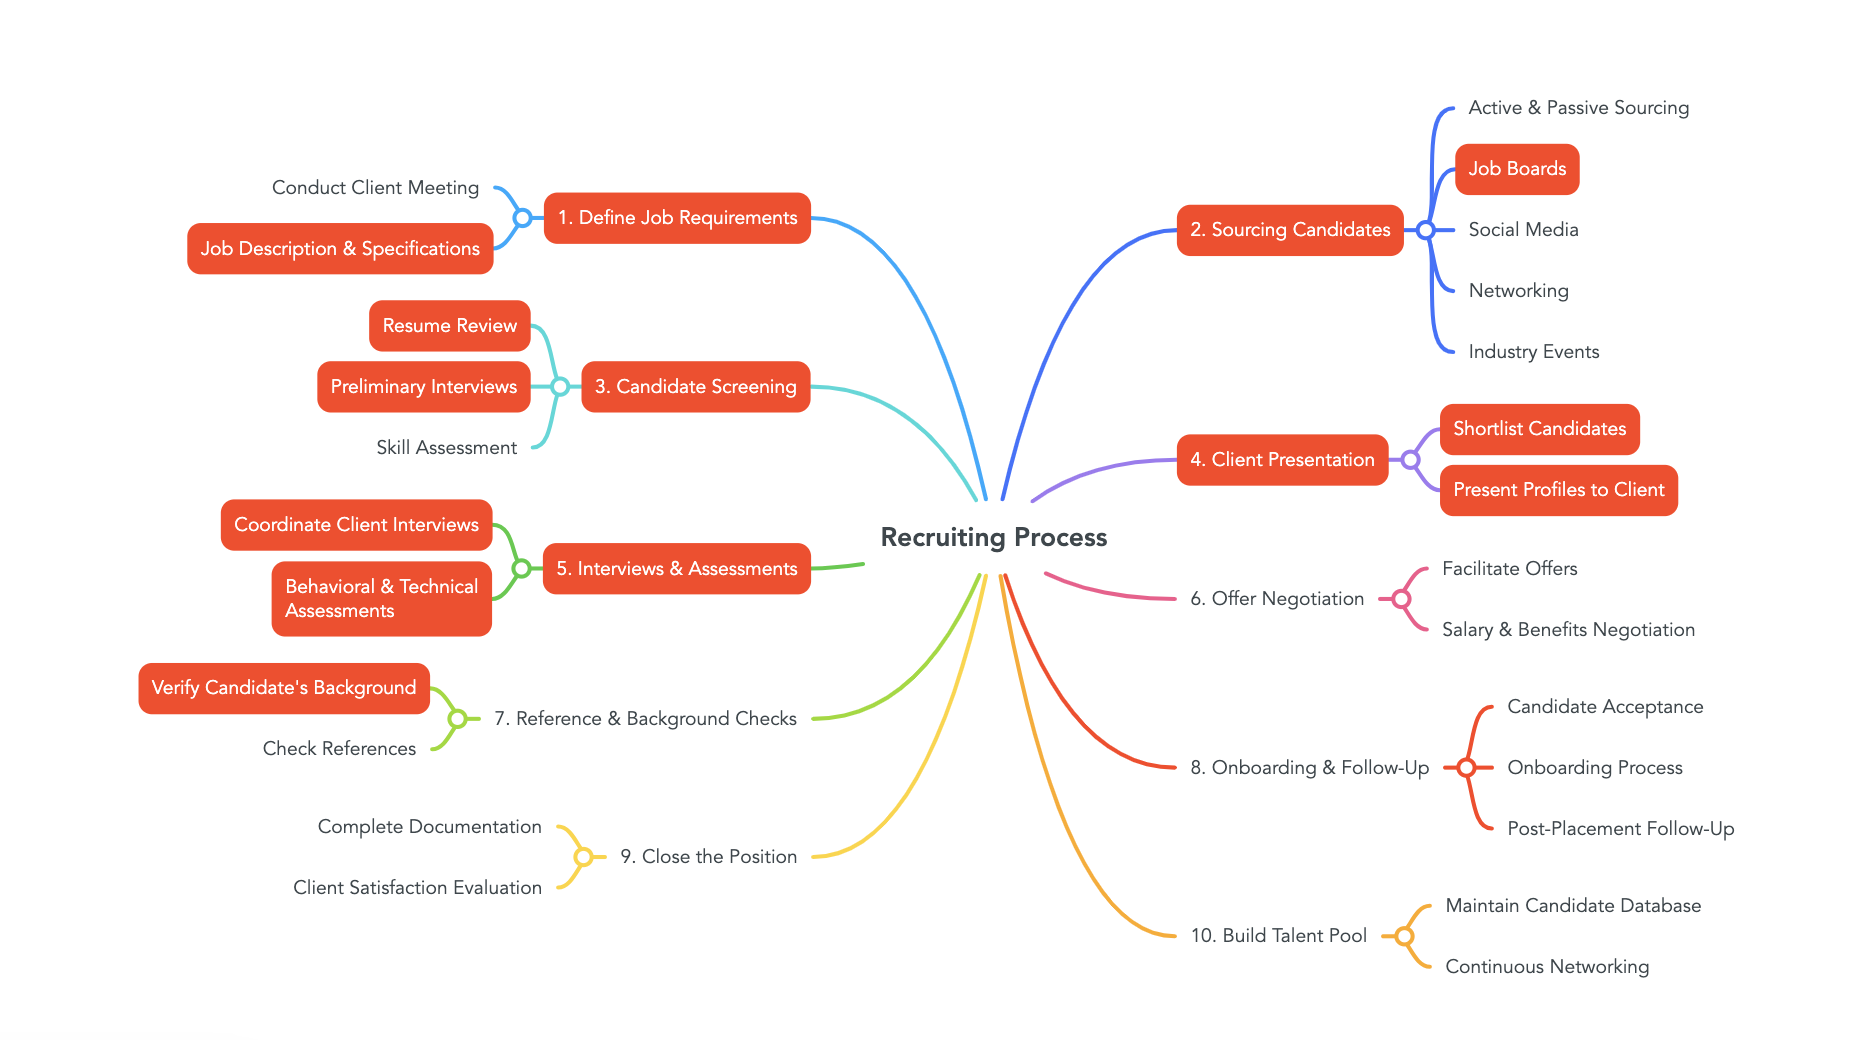 Recruiting Process
1. Define Job Requirements
Conduct Client Meeting
Job Description & Specifications
2. Sourcing Candidates
Active & Passive Sourcing
Job Boards
Social Media
Networking
Industry Events
3. Candidate Screening
Resume Review
Preliminary Interviews
Skill Assessment
4. Client Presentation
Shortlist Candidates
Present Profiles to Client
5. Interviews & Assessments
Coordinate Client Interviews
Behavioral & Technical
Assessments
6. Offer Negotiation
Facilitate Offers
Salary & Benefits Negotiation
7. Reference & Background Checks
Verify Candidate's Background
Check References
8. Onboarding & Follow-Up
Candidate Acceptance
Onboarding Process
Post-Placement Follow-Up
9. Close the Position
Complete Documentation
Client Satisfaction Evaluation
10. Build Talent Pool
Maintain Candidate Database
Continuous Networking